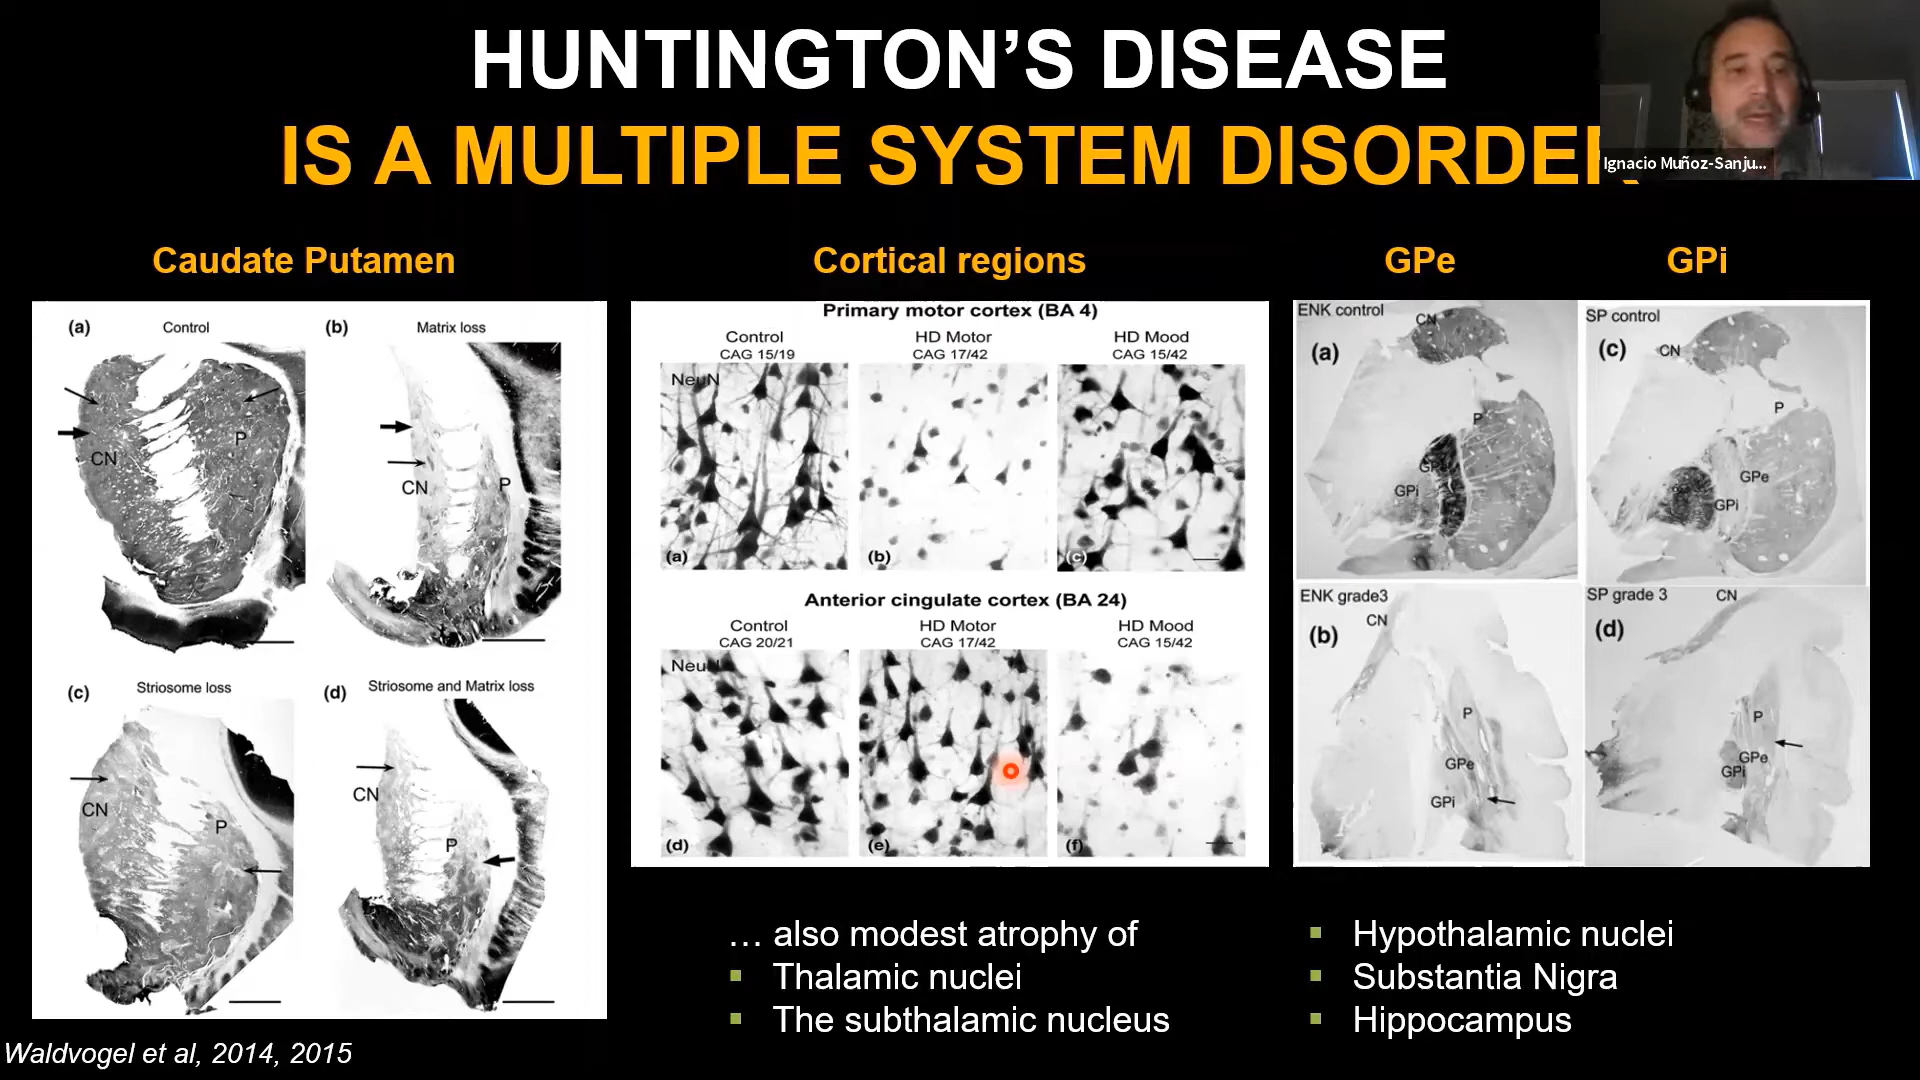 HUNTINGTON’S DISEASE
IS A MULTIPLE SYSTEM DISORDER
Ignacio Muñoz-Sanju...
Caudate Putamen
(a) Control
CN
P
(b) Matrix loss
CN
P
(c) Striosome loss
CN
P
(d) Striosome and Matrix loss
CN
P
Waldvogel et al, 2014, 2015
Cortical regions
Primary motor cortex (BA 4)
Control HD Motor HD Mood
CAG 15/19 CAG 17/42 CAG 15/42
NeuN
(a) (b) (c)
Anterior cingulate cortex (BA 24)
Control HD Motor HD Mood
CAG 20/21 CAG 17/42 CAG 15/42
NeuN
(d) (e) (f)
… also modest atrophy of
Thalamic nuclei
The subthalamic nucleus
GPe GPi
ENK control
CN
(a)
P
GPe
GPi
SP control
(c) CN
P
GPe
GPi
ENK grade3
CN
(b)
P
GPe
GPi
SP grade 3 CN
(d)
P
GPe
GPi
Hypothalamic nuclei
Substantia Nigra
Hippocampus